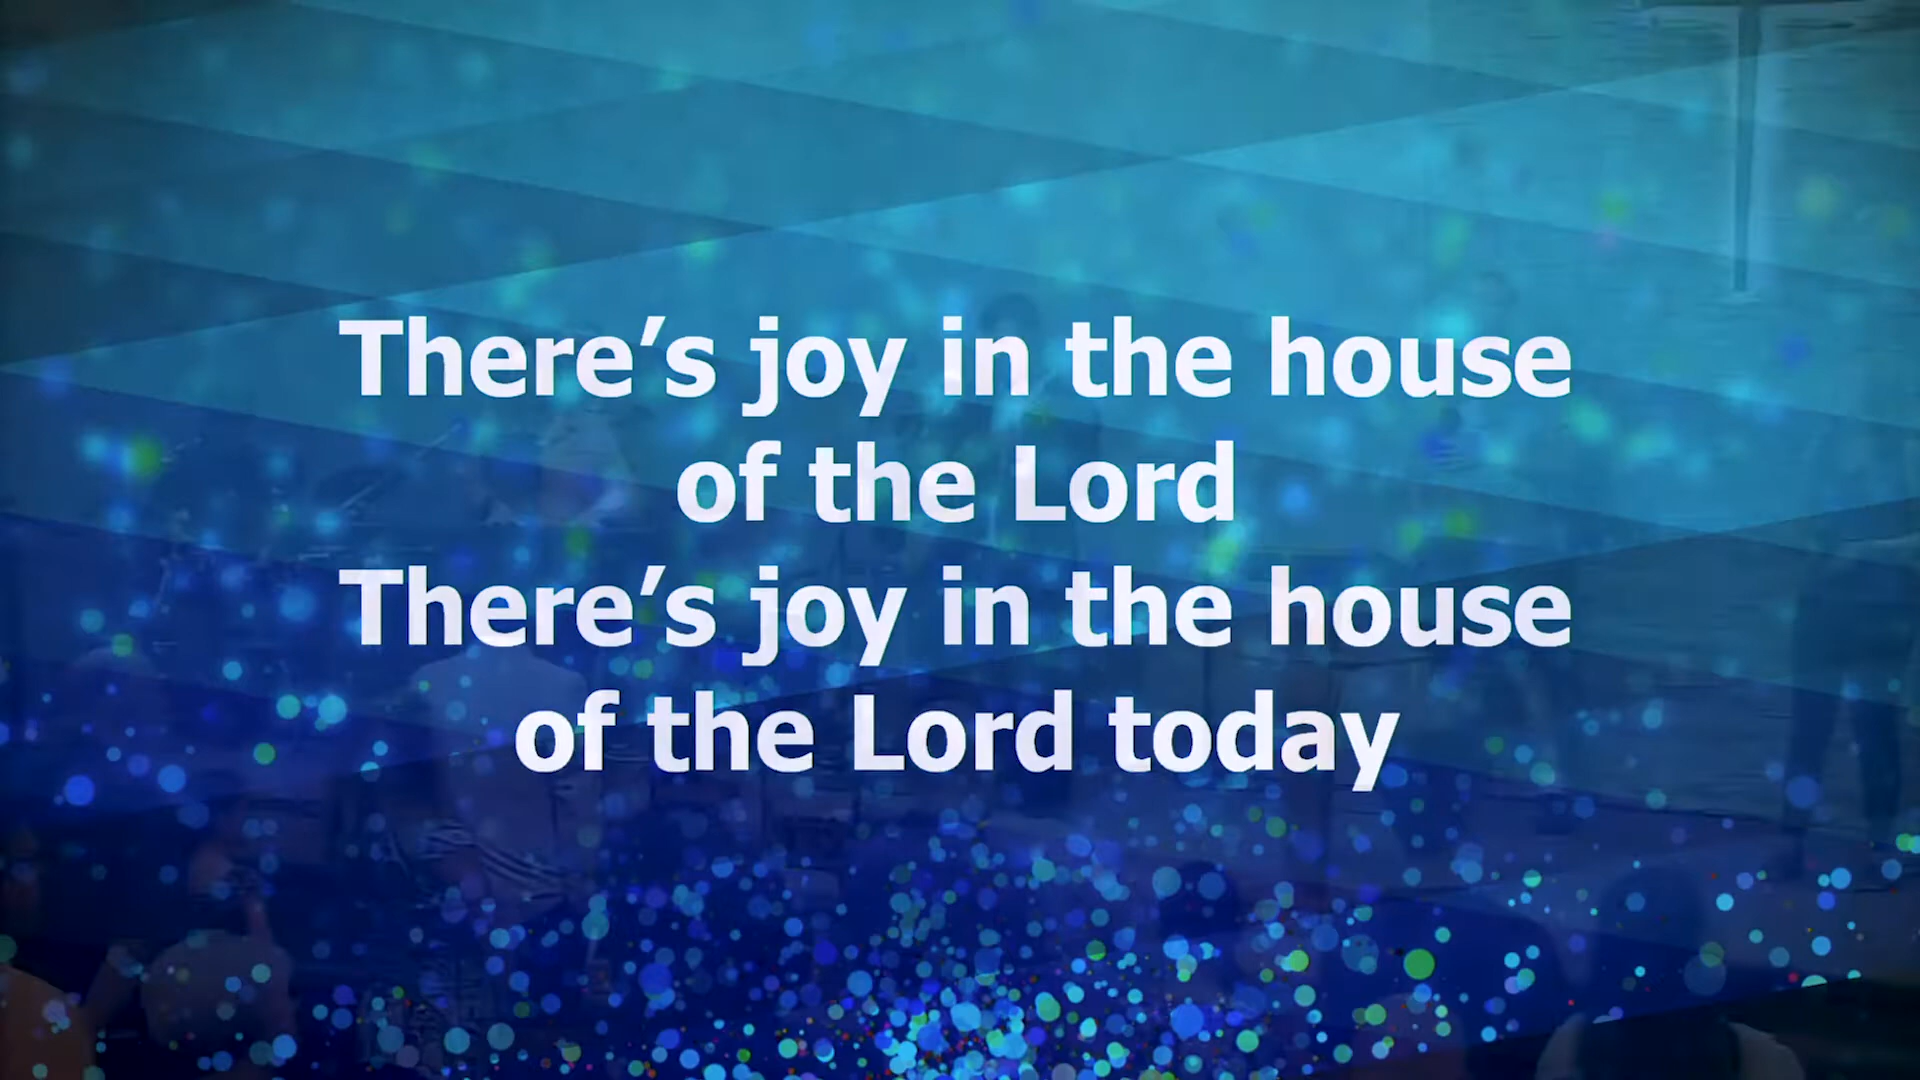 There’s joy in the house
of the Lord
There’s joy in the house
of the Lord today